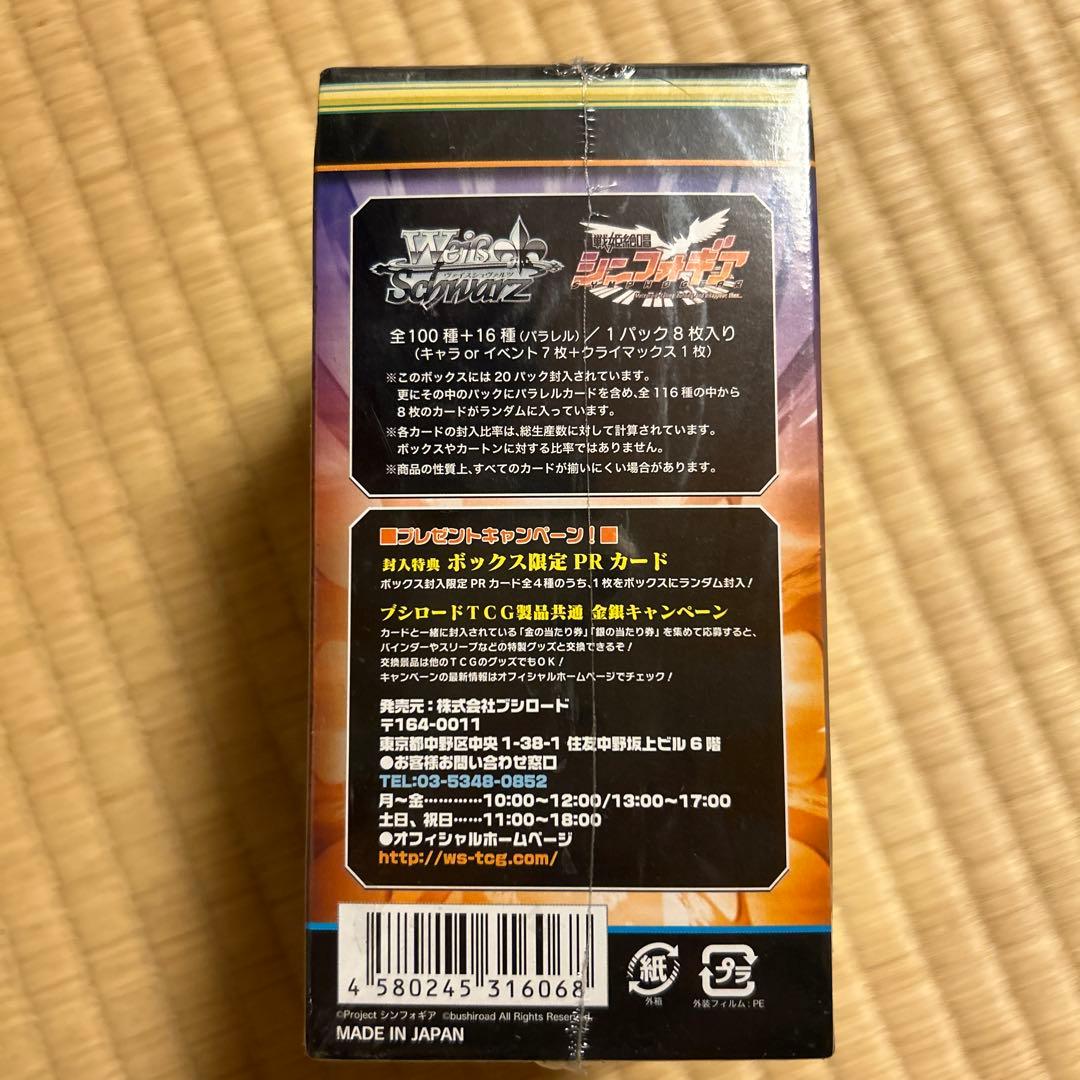 Weiß
ヴァイスシュヴァルツ
Schwarz
戦姫絶唱
シンフォギア
SYMPHOGEAR
全100種+16種(パラレル)／1パック8枚入り
(キャラorイベント7枚+クライマックス1枚)
※このボックスには20パック封入されています。
更にその中のパックにパラレルカードを含め、全116種の中から
8枚のカードがランダムに入っています。
※各カードの封入比率は、総生産数に対して計算されています。
ボックスやカートンに対する比率ではありません。
※商品の性質上、すべてのカードが揃いにくい場合があります。
■プレゼントキャンペーン！■
封入特典 ボックス限定PRカード
ボックス封入限定PRカード全4種のうち、1枚をボックスにランダム封入！
ブシロードTCG製品共通 金銀キャンペーン
カードと一緒に封入されている「金の当たり券」「銀の当たり券」を集めて応募すると、
バインダーやスリーブなどの特製グッズと交換できるぞ！
交換景品は他のTCGのグッズでもOK！
キャンペーンの最新情報はオフィシャルホームページでチェック！
発売元：株式会社ブシロード
〒164-0011
東京都中野区中央1-38-1 住友中野坂上ビル6階
●お客様お問い合わせ窓口
TEL:03-5348-0852
月～金…………10:00～12:00/13:00～17:00
土日、祝日……11:00～18:00
●オフィシャルホームページ
http://ws-tcg.com/
4 580245 316068
紙
外箱
プラ
外装フィルム：PE
©Project シンフォギア ©bushiroad All Rights Reserved.
MADE IN JAPAN